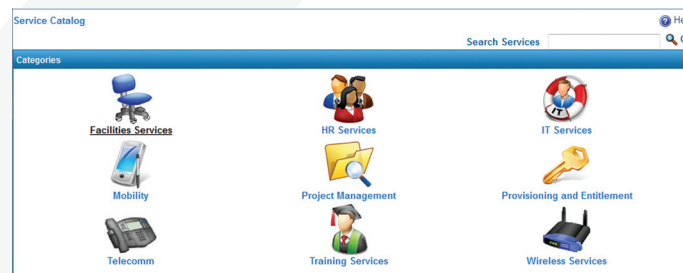 Service Catalog
Search Services
Categories
Facilities Services
HR Services
IT Services
IT
Mobility
Project Management
Provisioning and Entitlement
Telecomm
Training Services
Wireless Services